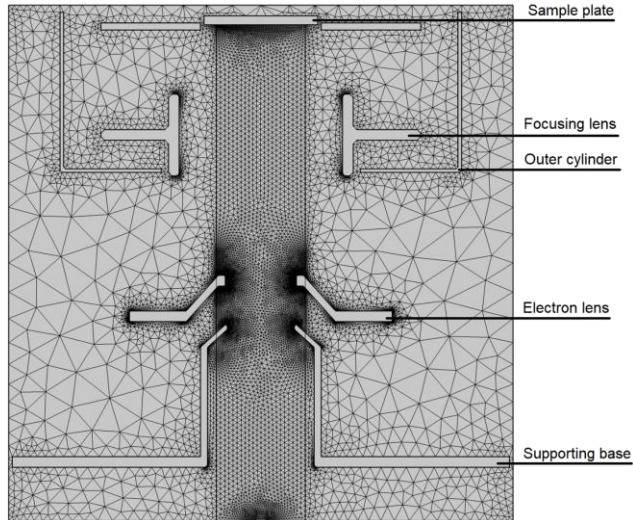 Sample plate
Focusing lens
Outer cylinder
Electron lens
Supporting base